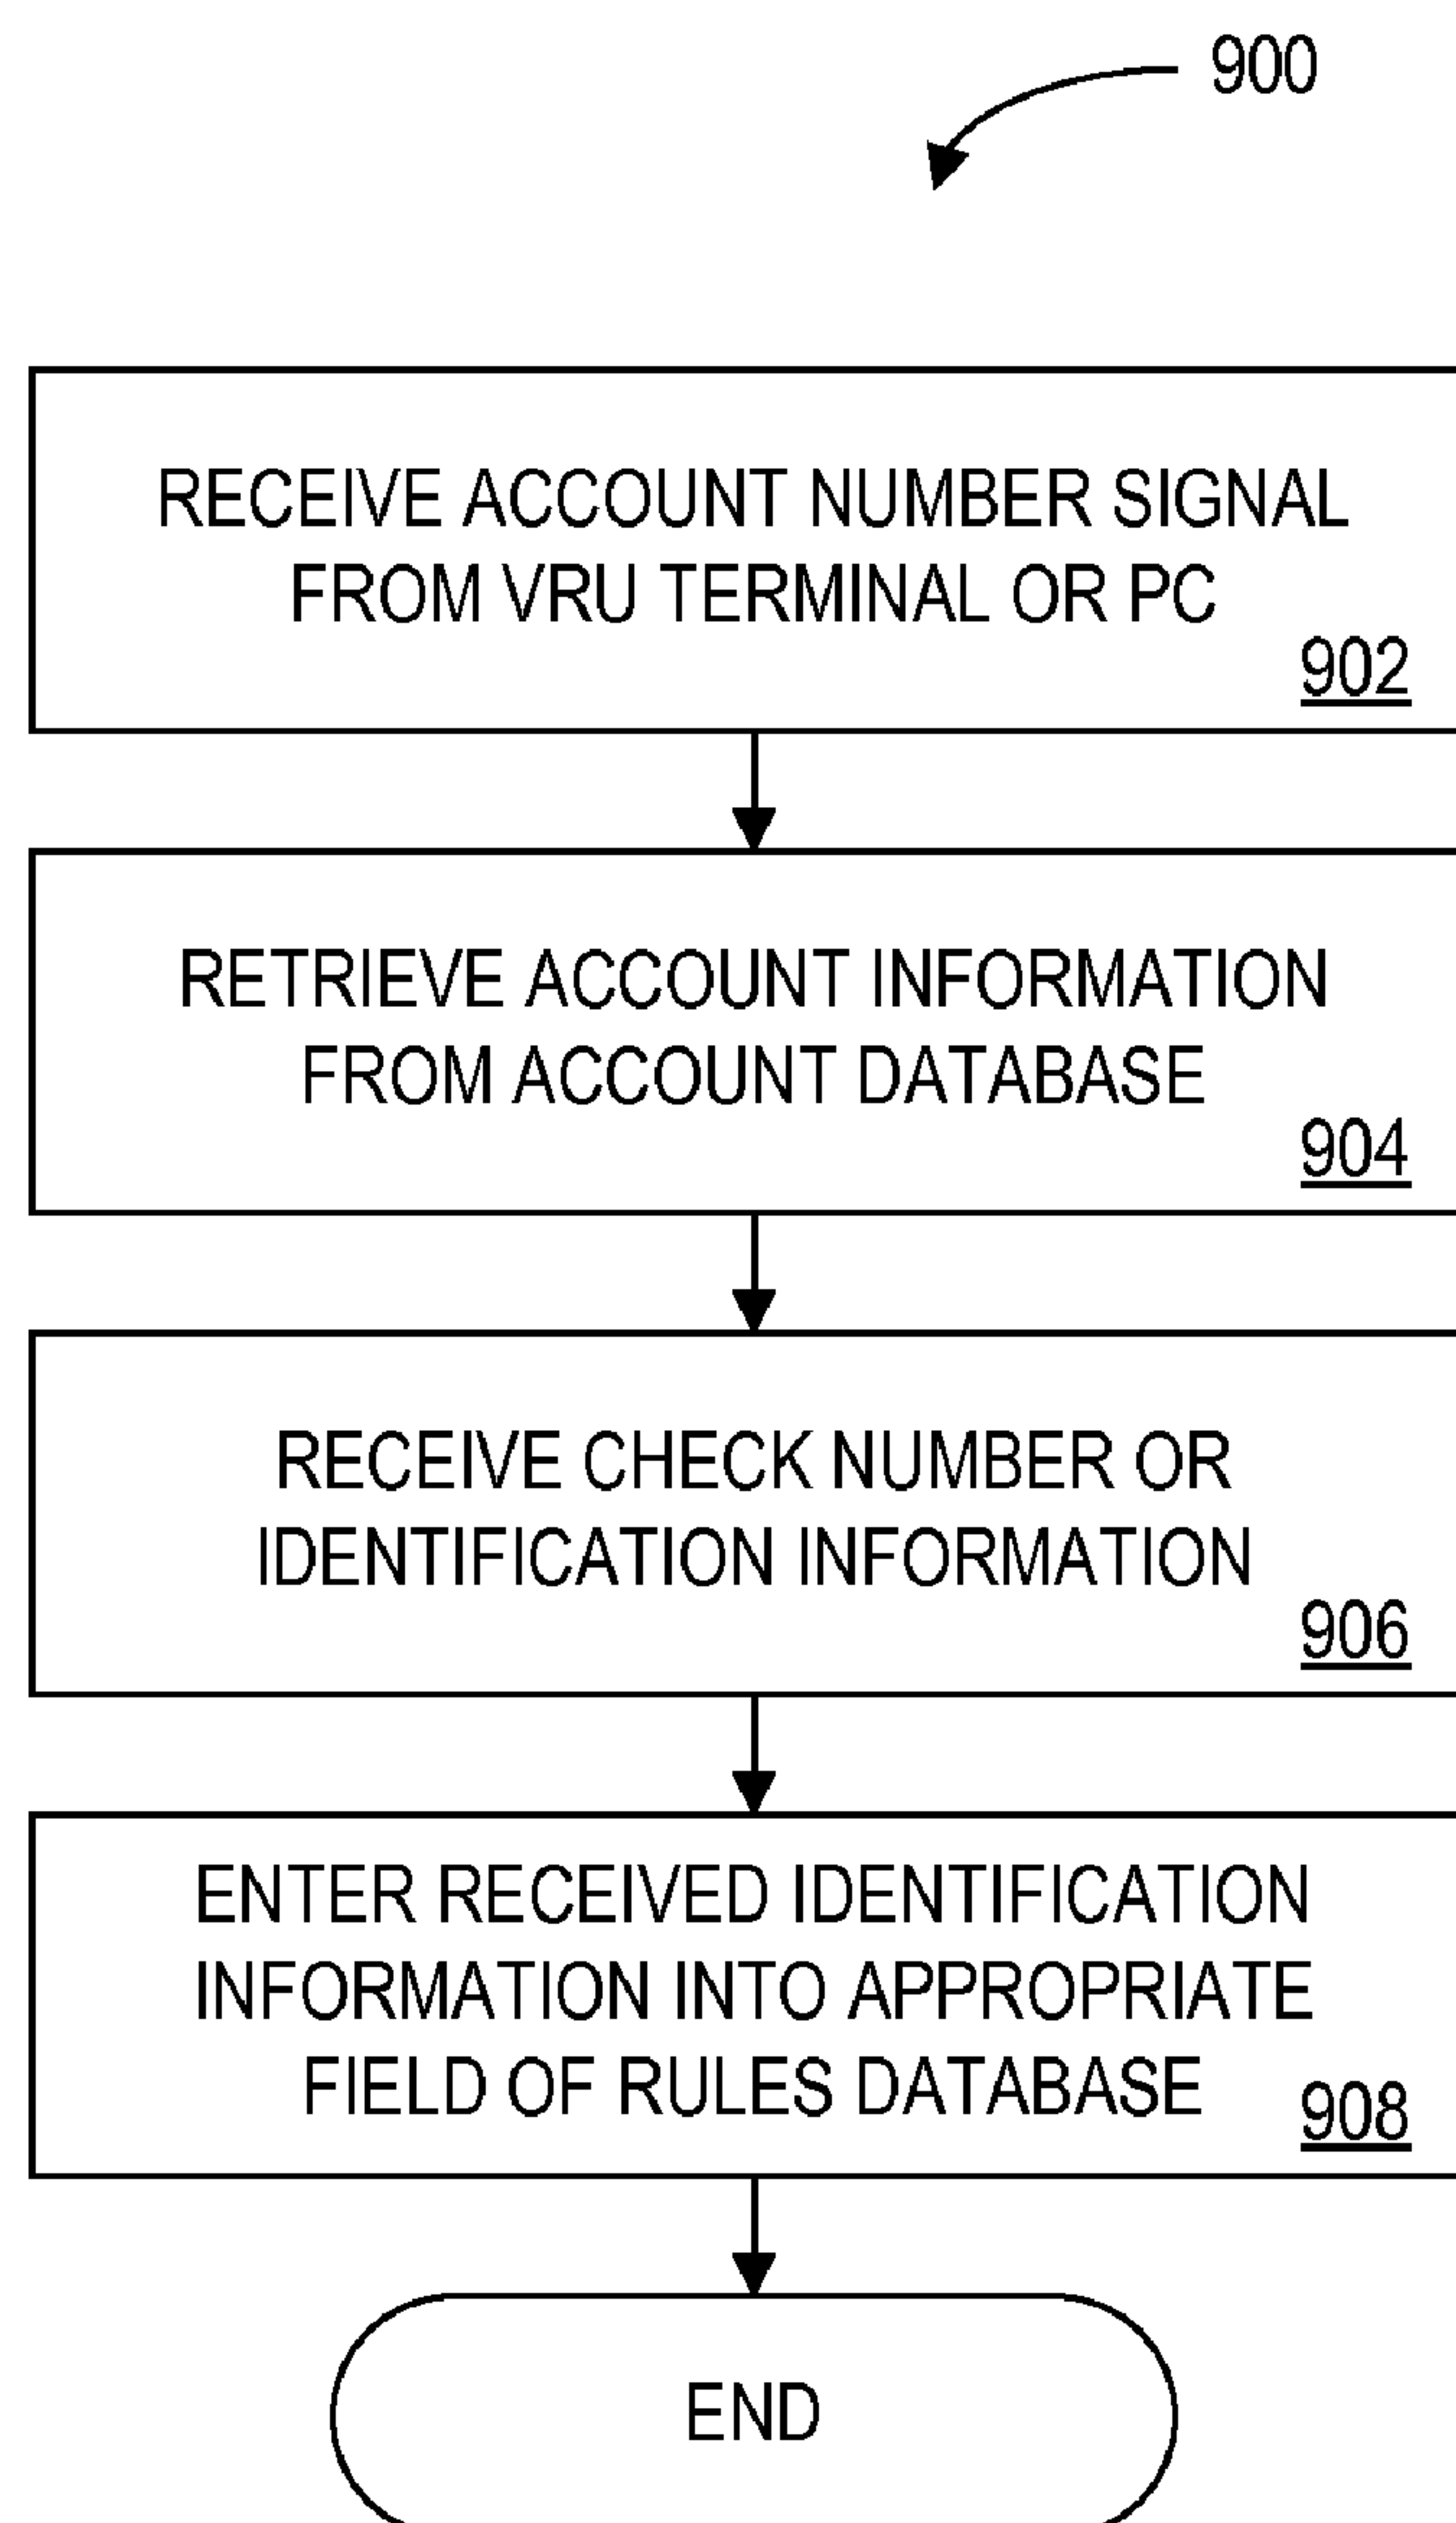 900
RECEIVE ACCOUNT NUMBER SIGNAL
FROM VRU TERMINAL OR PC
902
RETRIEVE ACCOUNT INFORMATION
FROM ACCOUNT DATABASE
904
RECEIVE CHECK NUMBER OR
IDENTIFICATION INFORMATION
906
ENTER RECEIVED IDENTIFICATION
INFORMATION INTO APPROPRIATE
FIELD OF RULES DATABASE
908
END